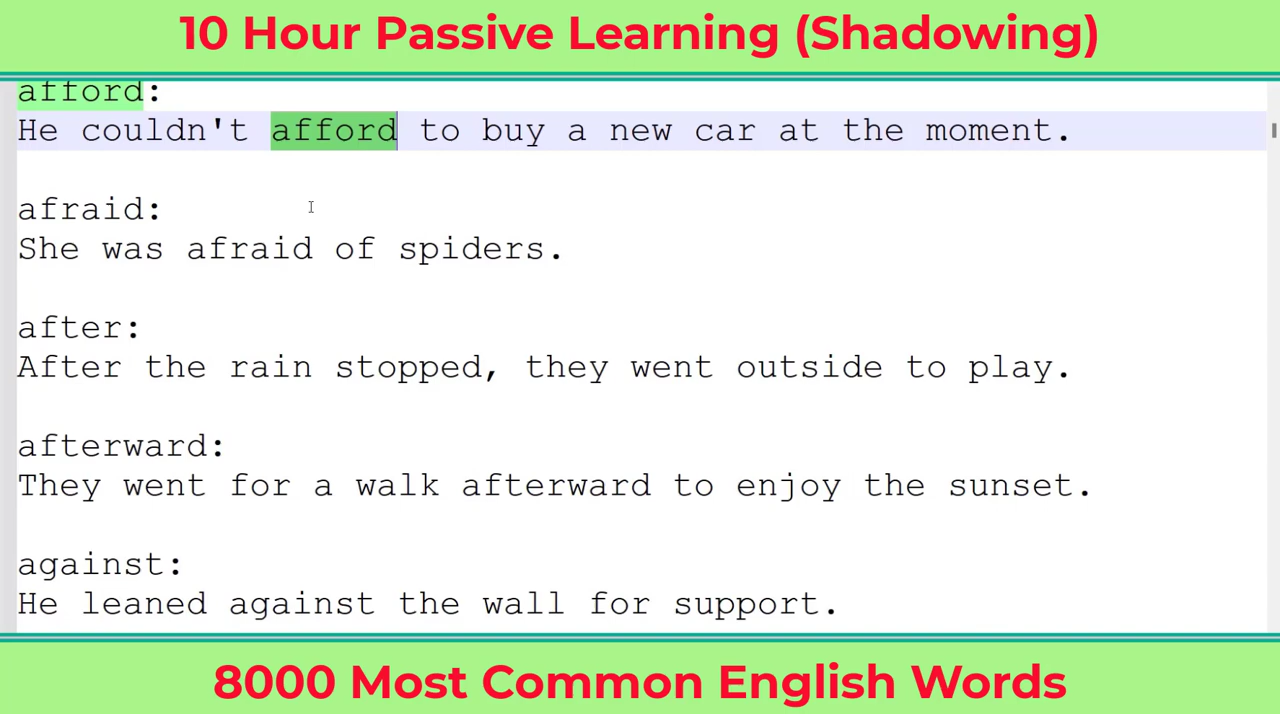 10 Hour Passive Learning (Shadowing)
afford:
He couldn't afford to buy a new car at the moment.
afraid:
She was afraid of spiders.
after:
After the rain stopped, they went outside to play.
afterward:
They went for a walk afterward to enjoy the sunset.
against:
He leaned against the wall for support.
8000 Most Common English Words